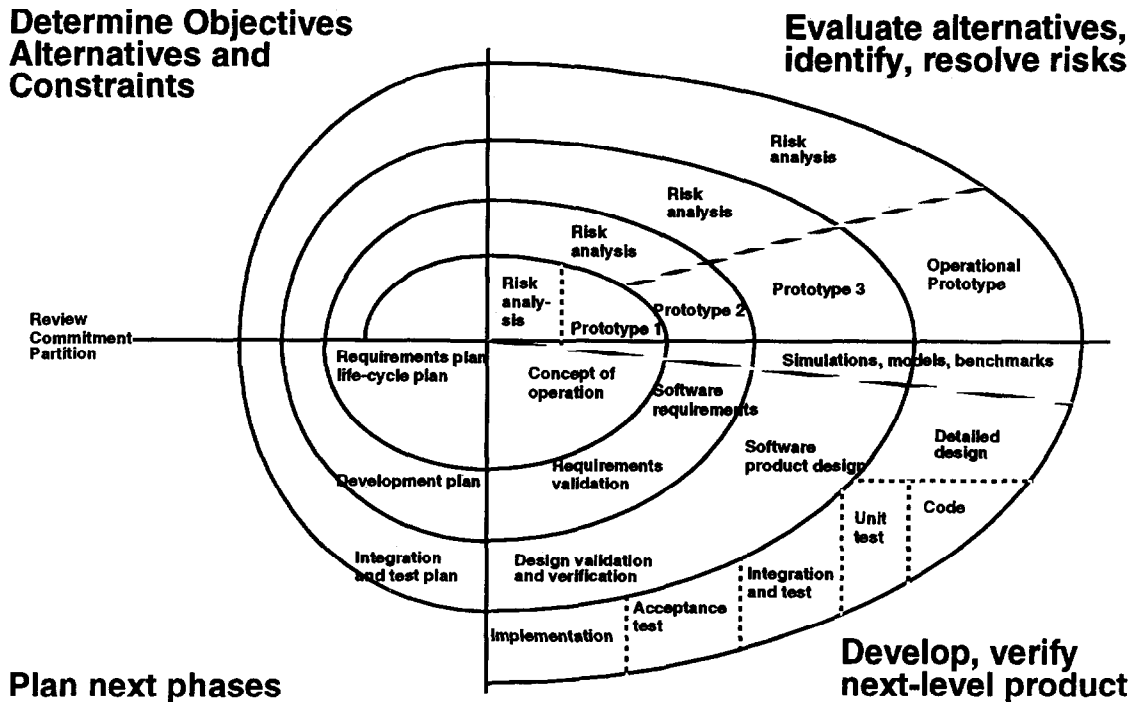 Determine Objectives
Alternatives and
Constraints
Evaluate alternatives,
identify, resolve risks
Risk
analysis
Risk
analysis
Risk
analysis
Risk
analy-
sis
Operational
Prototype
Prototype 3
Prototype 2
Prototype 1
Review
Commitment
Partition
Requirements plan
life-cycle plan
Concept of
operation
Simulations, models, benchmarks
Software
requirements
Software
product design
Detailed
design
Development plan
Requirements
validation
Unit
test
Code
Integration
and test plan
Design validation
and verification
Integration
and test
Acceptance
test
Implementation
Plan next phases
Develop, verify
next-level product